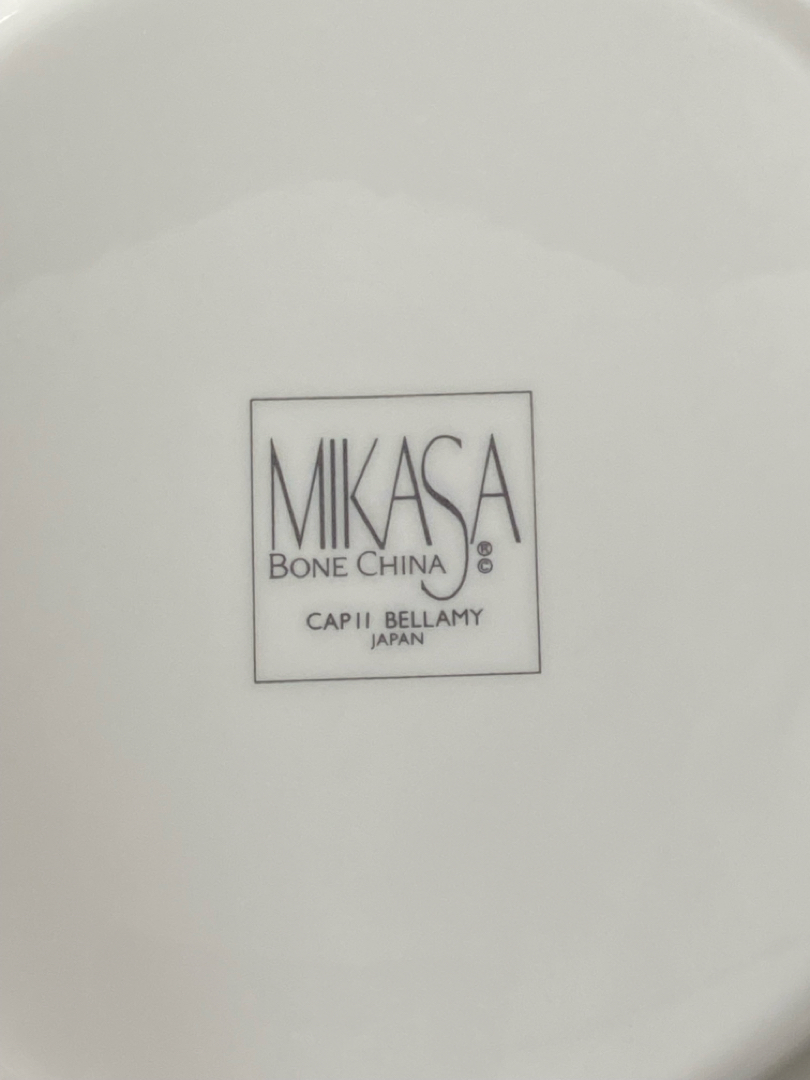 MIKASA
BONE CHINA ®
©
CAP11 BELLAMY
JAPAN